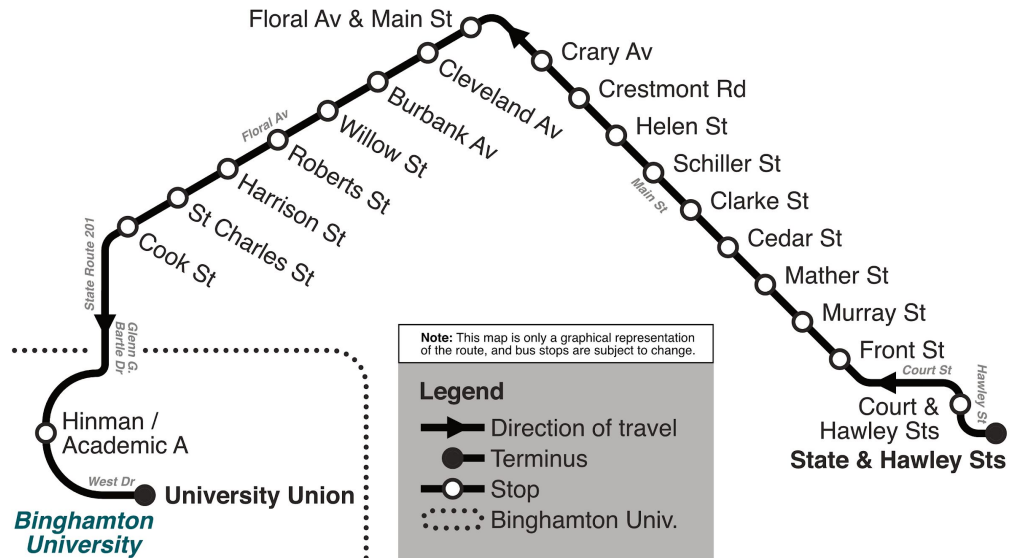 Floral Av & Main St
Crary Av
Cleveland Av
Crestmont Rd
Burbank Av
Helen St
Floral Av
Willow St
Schiller St
Roberts St
Main St
Clarke St
Harrison St
Cedar St
St Charles St
Mather St
State Route 201
Cook St
Murray St
Glenn G.
Bartle Dr
Note: This map is only a graphical representation
of the route, and bus stops are subject to change.
Front St
Court St
Hawley St
Court &
Hawley Sts
State & Hawley Sts
Legend
Direction of travel
Terminus
Stop
Binghamton Univ.
Hinman /
Academic A
West Dr
University Union
Binghamton
University